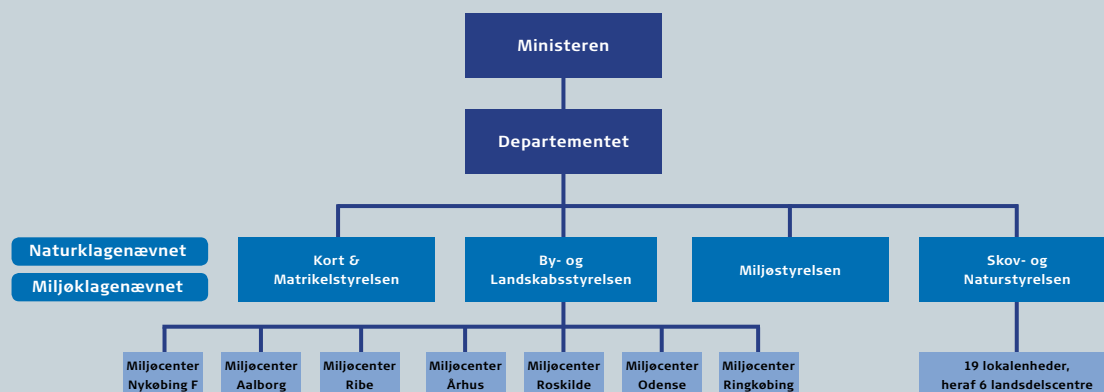 Ministeren
Departementet
Naturklagenævnet
Miljøklagenævnet
Kort &
Matrikelstyrelsen
By- og
Landskabsstyrelsen
Miljøstyrelsen
Skov- og
Naturstyrelsen
Miljøcenter
Nykøbing F
Miljøcenter
Aalborg
Miljøcenter
Ribe
Miljøcenter
Århus
Miljøcenter
Roskilde
Miljøcenter
Odense
Miljøcenter
Ringkøbing
19 lokalenheder,
heraf 6 landsdelscentre